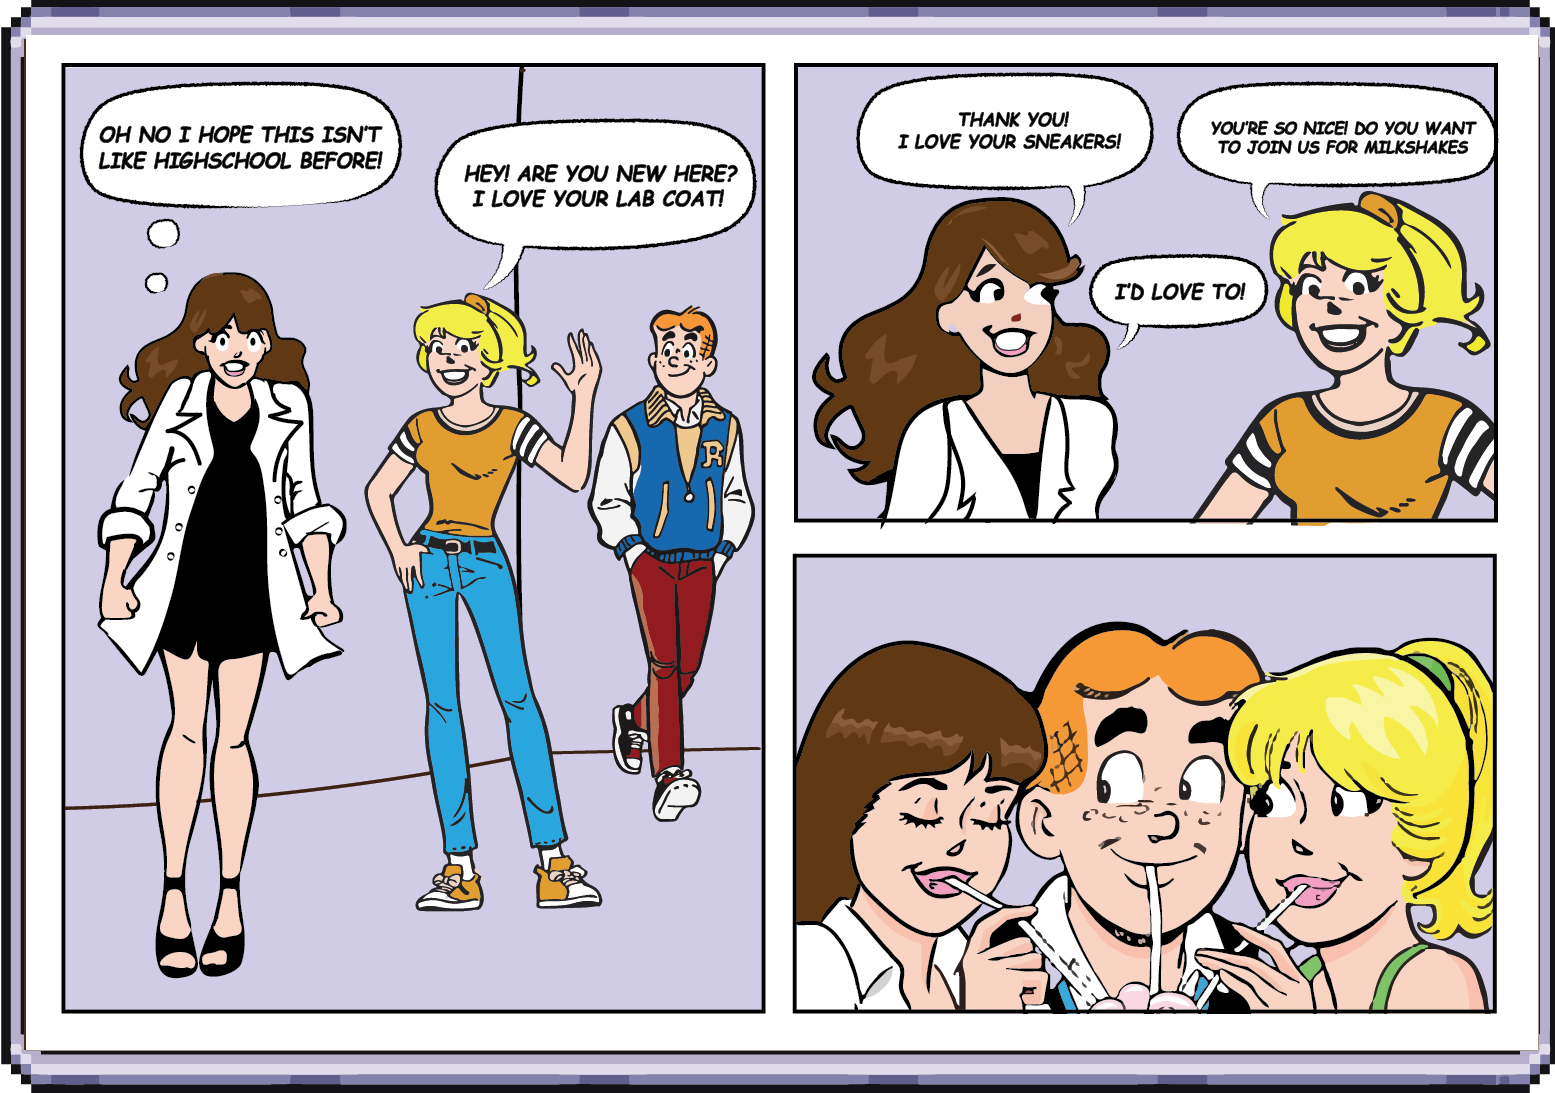 OH NO I HOPE THIS ISN'T
LIKE HIGHSCHOOL BEFORE!
HEY! ARE YOU NEW HERE?
I LOVE YOUR LAB COAT!
R
THANK YOU!
I LOVE YOUR SNEAKERS!
YOU'RE SO NICE! DO YOU WANT
TO JOIN US FOR MILKSHAKES
I'D LOVE TO!